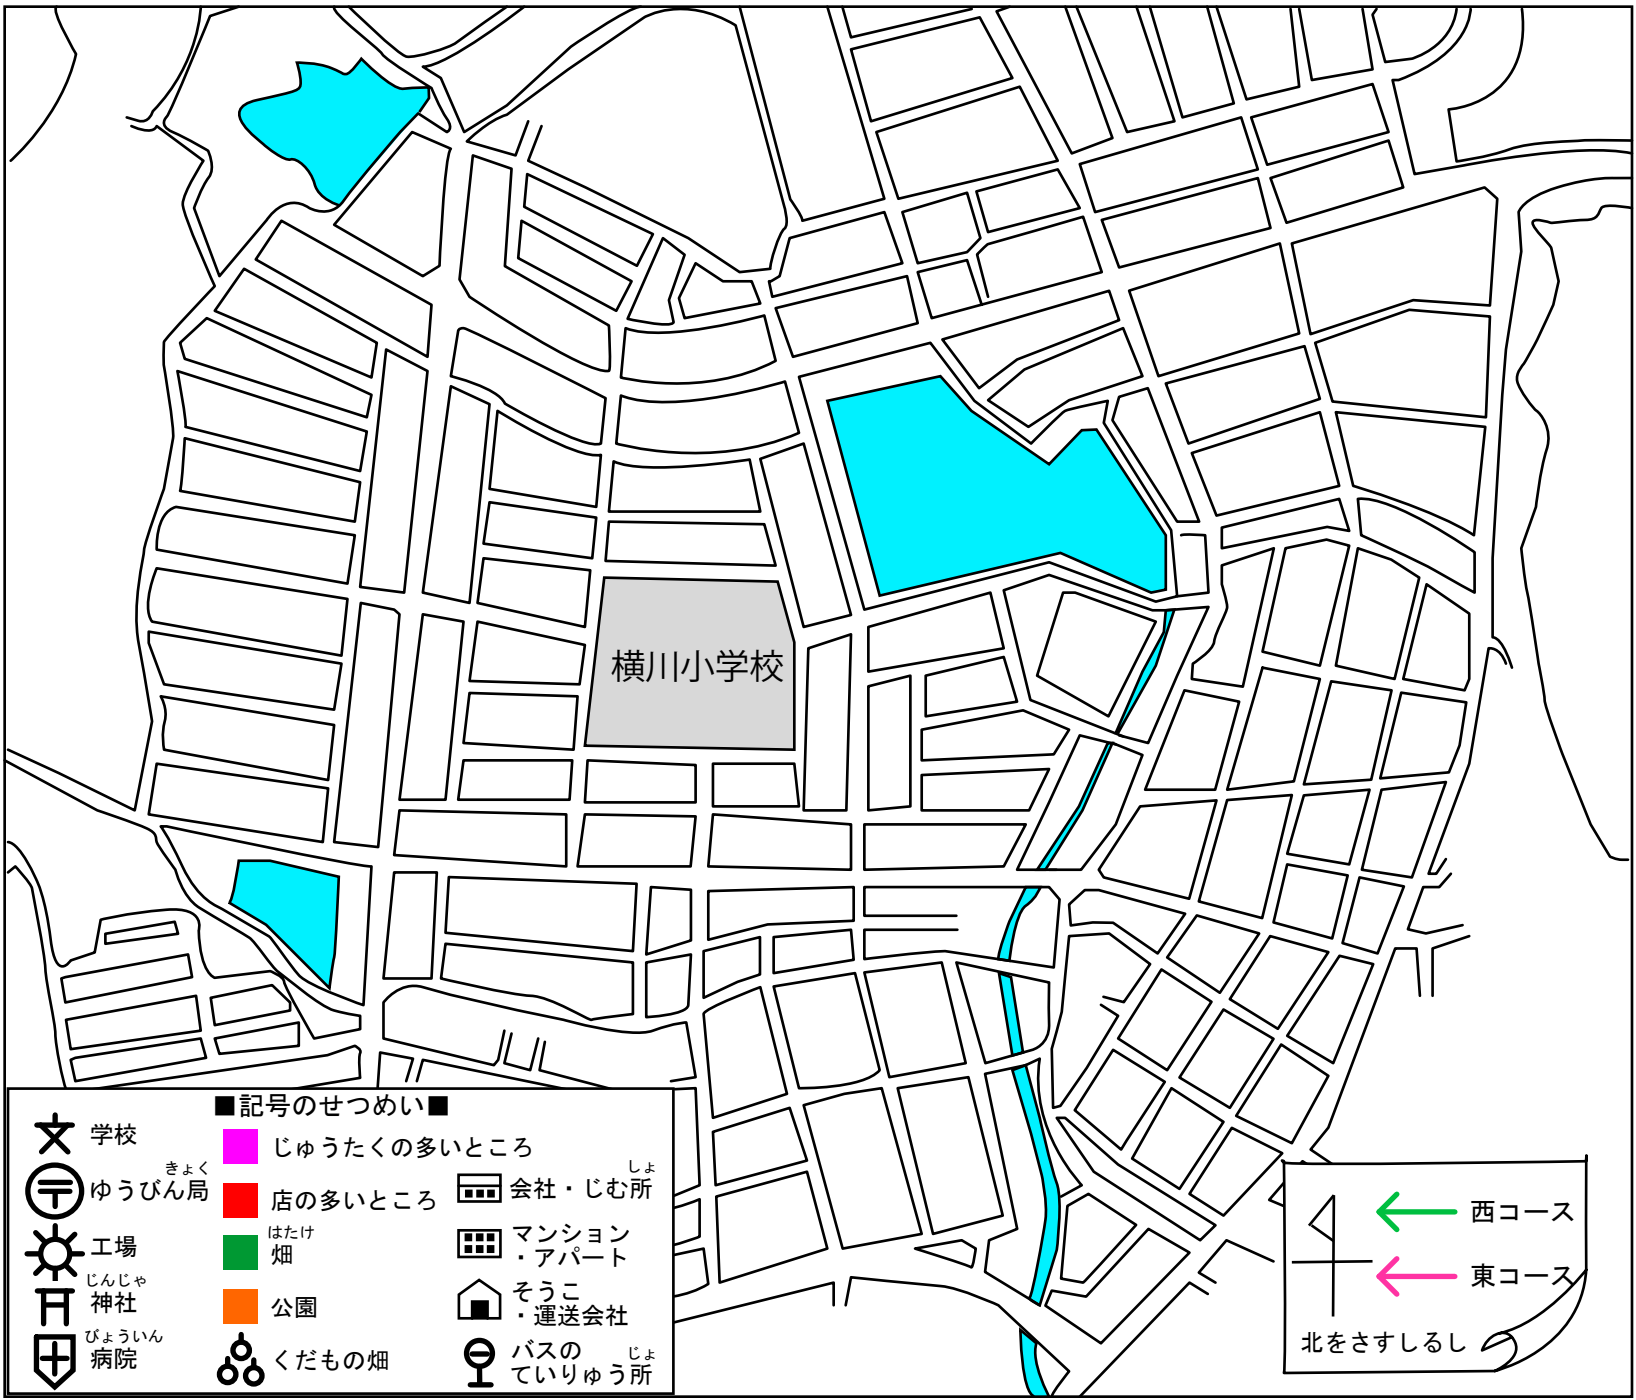 横川小学校
■記号のせつめい■
学校
きょく
ゆうびん局
工場
じんじゃ
神社
びょういん
病院
じゅうたくの多いところ
店の多いところ
はたけ
畑
公園
くだもの畑
しょ
会社・じむ所
マンション
・アパート
そうこ
・運送会社
バスの
じょ
ていりゅう所
西コース
東コース
北をさすしるし